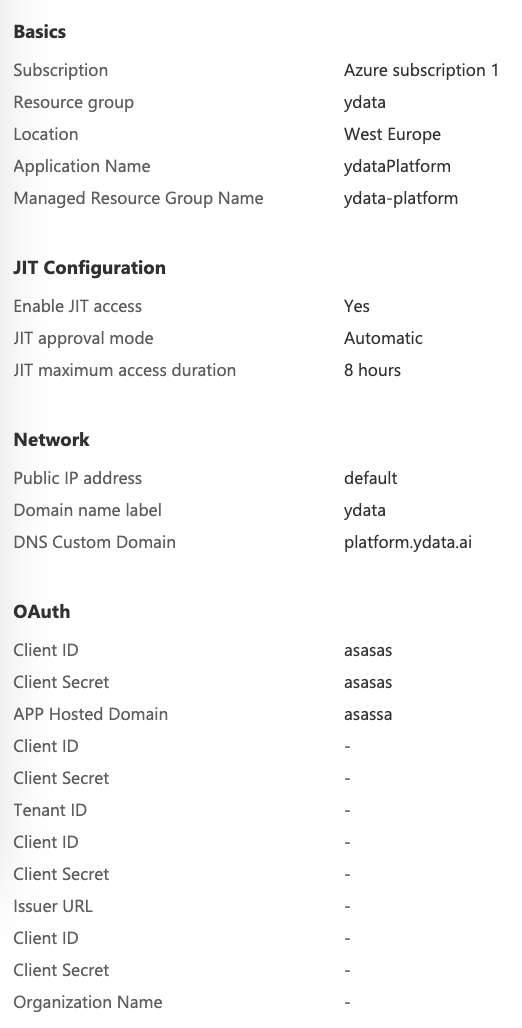 Basics
Subscription Azure subscription 1
Resource group ydata
Location West Europe
Application Name ydataPlatform
Managed Resource Group Name ydata-platform
JIT Configuration
Enable JIT access Yes
JIT approval mode Automatic
JIT maximum access duration 8 hours
Network
Public IP address default
Domain name label ydata
DNS Custom Domain platform.ydata.ai
OAuth
Client ID asasas
Client Secret asasas
APP Hosted Domain asassa
Client ID -
Client Secret -
Tenant ID -
Client ID -
Client Secret -
Issuer URL -
Client ID -
Client Secret -
Organization Name -